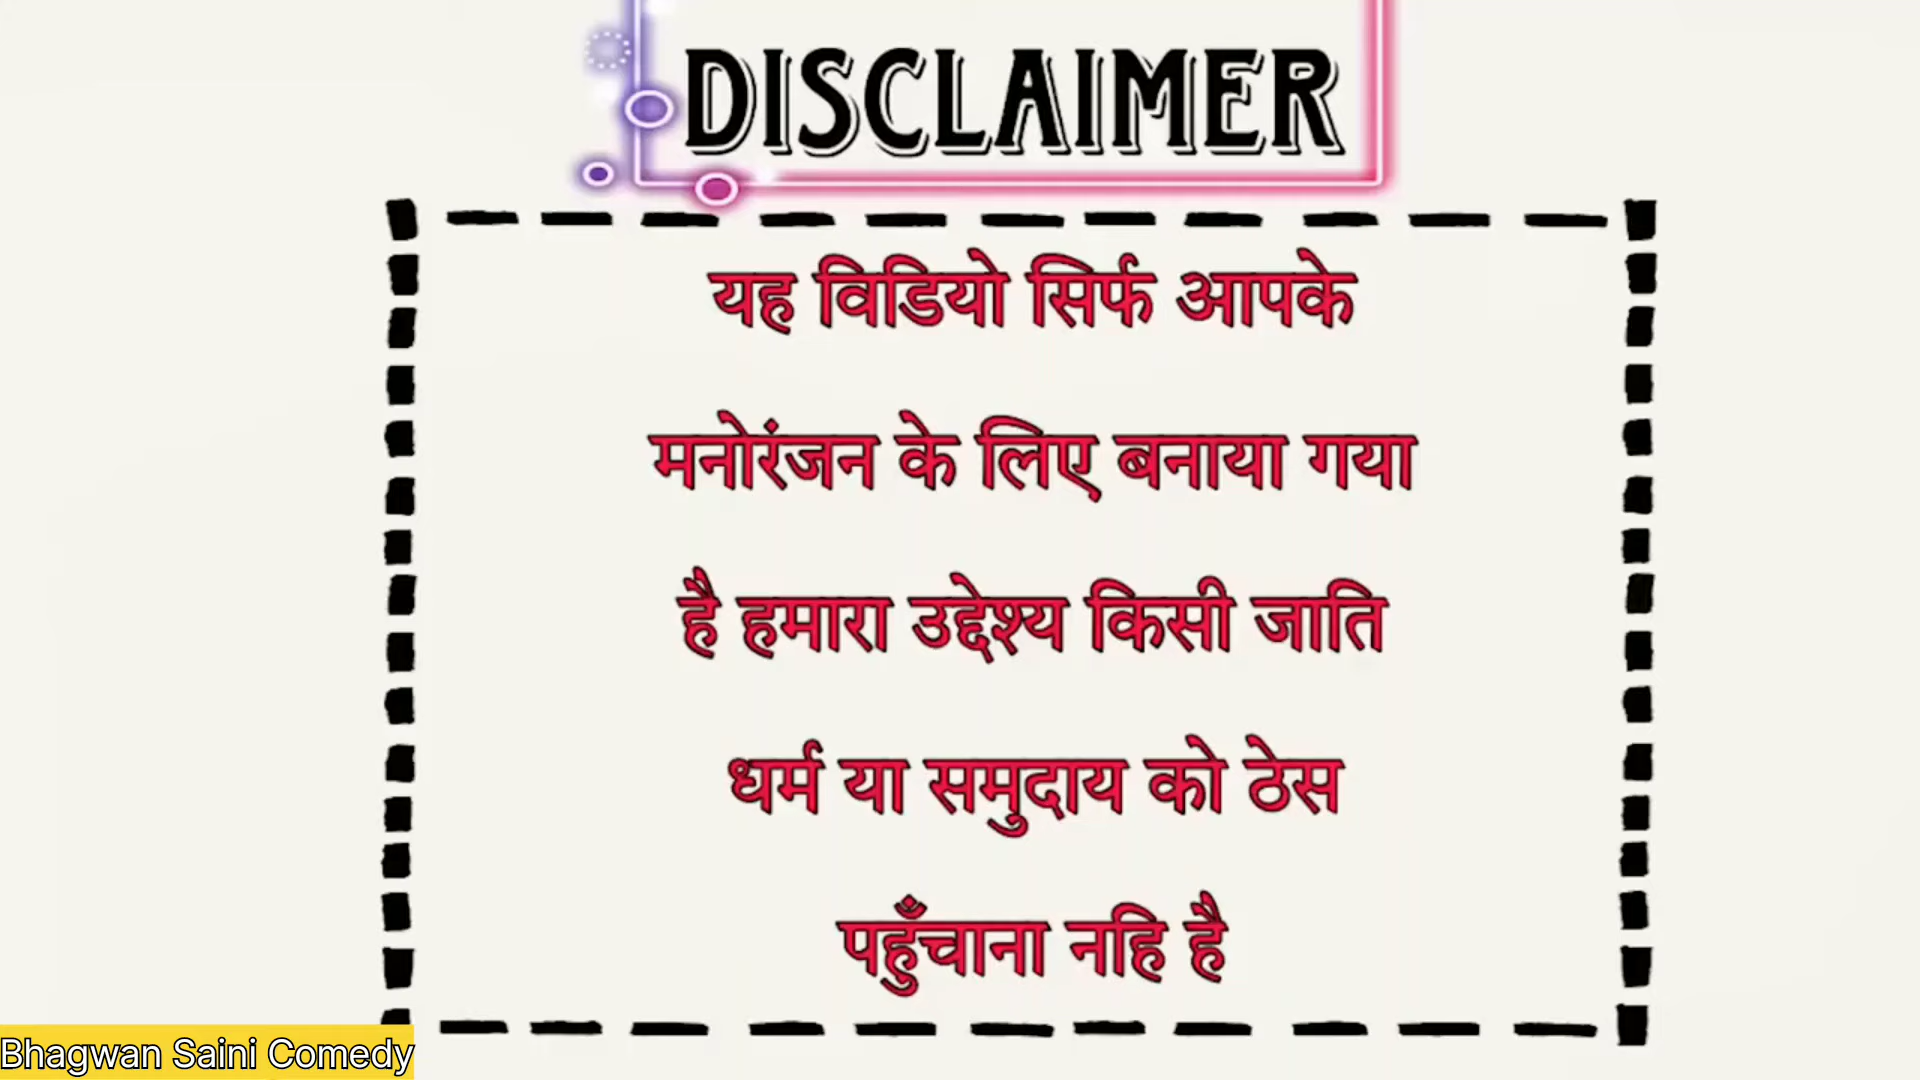 DISCLAIMER
यह विडियो सिर्फ आपके
मनोरंजन के लिए बनाया गया
है हमारा उद्देश्य किसी जाति
धर्म या समुदाय को ठेस
पहुँचाना नहि है
Bhagwan Saini Comedy